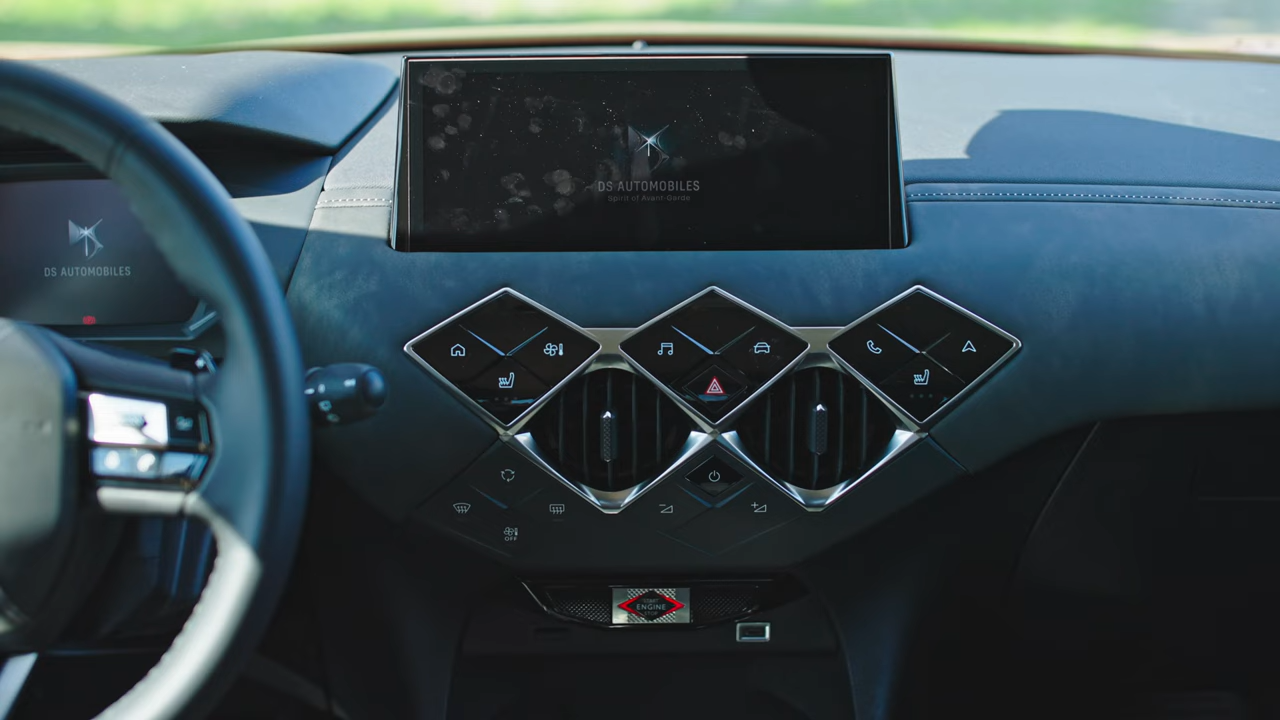 DS AUTOMOBILES
Spirit of Avant-Garde
DS AUTOMOBILES
OFF
START
ENGINE
STOP